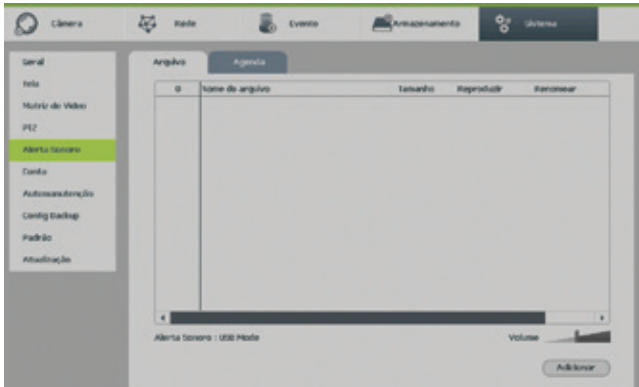 Câmera
Rede
Evento
Armazenamento
Sistema
Geral
Tela
Matriz de Vídeo
PTZ
Alerta Sonoro
Conta
Automanutenção
Config Backup
Padrão
Atualização
Arquivo
Agenda
0 Nome do arquivo Tamanho Reproduzir Renomear
Alerta Sonoro : USB Mode
Volume
Adicionar